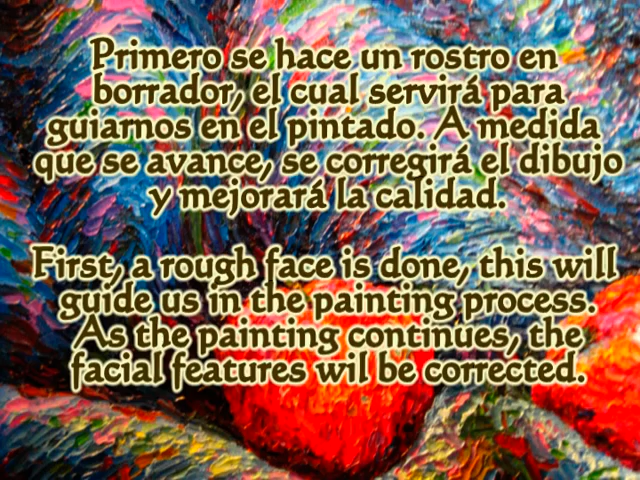 Primero se hace un rostro en
borrador, el cual servirá para
guiarnos en el pintado. A medida
que se avance, se corregirá el dibujo
y mejorará la calidad.
First, a rough face is done, this will
guide us in the painting process.
As the painting continues, the
facial features wil be corrected.